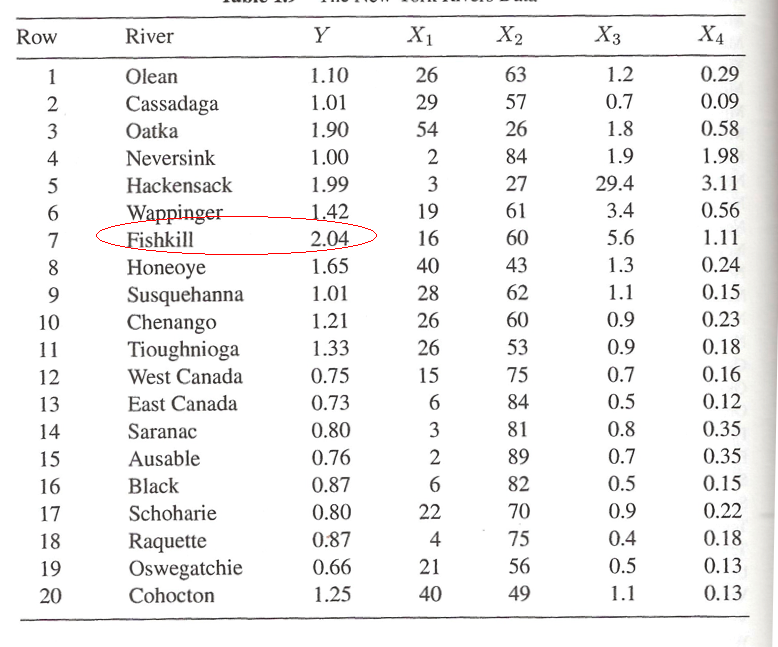 Row River Y X1 X2 X3 X4
1 Olean 1.10 26 63 1.2 0.29
2 Cassadaga 1.01 29 57 0.7 0.09
3 Oatka 1.90 54 26 1.8 0.58
4 Neversink 1.00 2 84 1.9 1.98
5 Hackensack 1.99 3 27 29.4 3.11
6 Wappinger 1.42 19 61 3.4 0.56
7 Fishkill 2.04 16 60 5.6 1.11
8 Honeoye 1.65 40 43 1.3 0.24
9 Susquehanna 1.01 28 62 1.1 0.15
10 Chenango 1.21 26 60 0.9 0.23
11 Tioughnioga 1.33 26 53 0.9 0.18
12 West Canada 0.75 15 75 0.7 0.16
13 East Canada 0.73 6 84 0.5 0.12
14 Saranac 0.80 3 81 0.8 0.35
15 Ausable 0.76 2 89 0.7 0.35
16 Black 0.87 6 82 0.5 0.15
17 Schoharie 0.80 22 70 0.9 0.22
18 Raquette 0.87 4 75 0.4 0.18
19 Oswegatchie 0.66 21 56 0.5 0.13
20 Cohocton 1.25 40 49 1.1 0.13